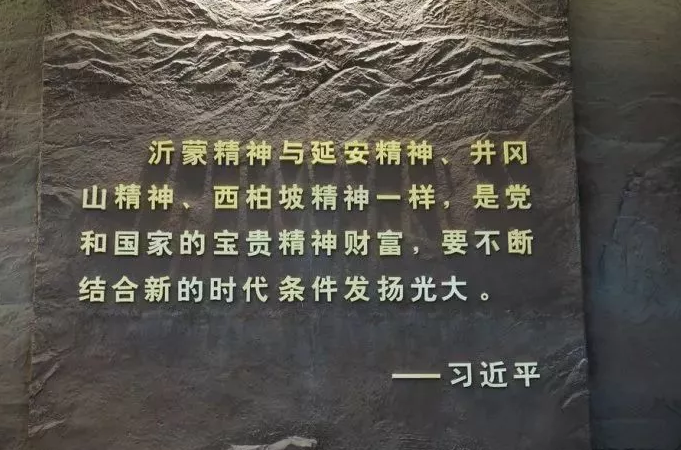 沂蒙精神与延安精神、井冈
山精神、西柏坡精神一样，是党
和国家的宝贵精神财富，要不断
结合新的时代条件发扬光大。
——习近平